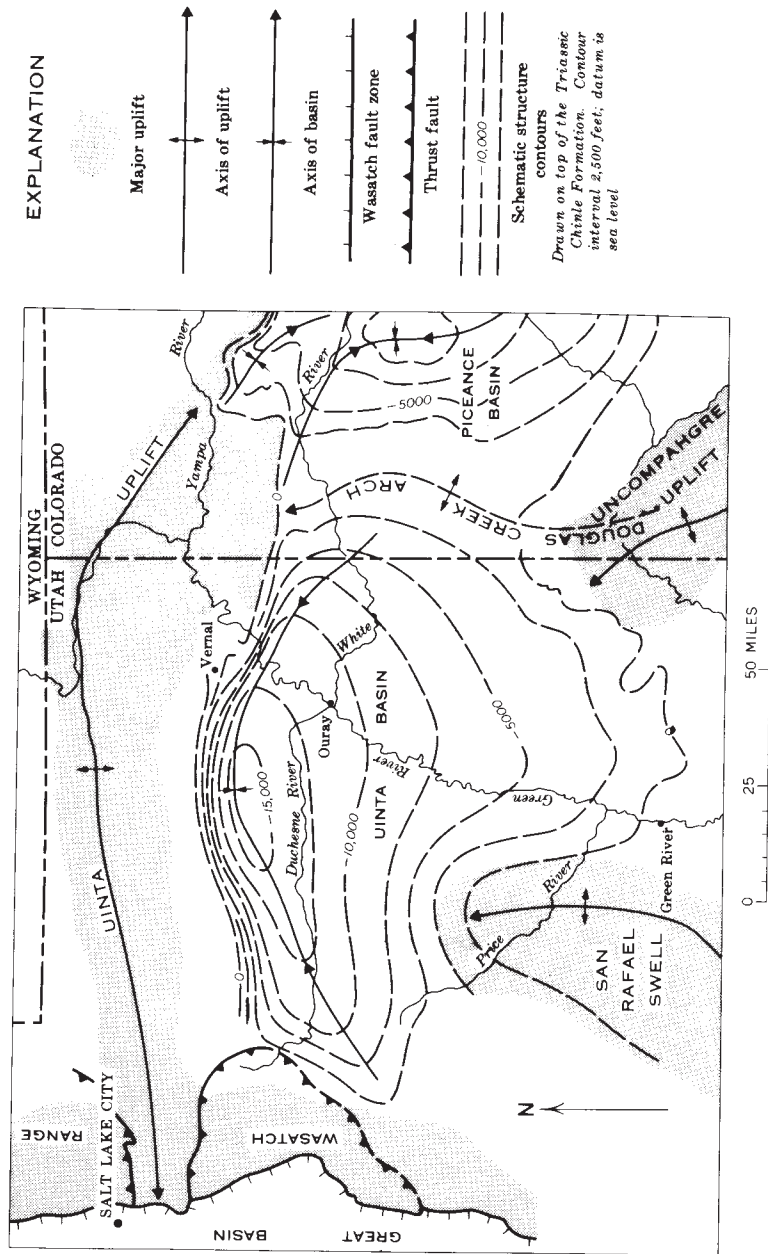 EXPLANATION
Major uplift
Axis of uplift
Axis of basin
Wasatch fault zone
Thrust fault
-10,000
Schematic structure
contours
Drawn on top of the Triassic
Chinle Formation. Contour
interval 2,500 feet; datum is
sea level
WYOMING
UTAH COLORADO
SALT LAKE CITY
RANGE
WASATCH
GREAT
BASIN
UINTA
UPLIFT
Yampa
River
Vernal
0
0
-15,000
Duchesne River
Ouray
White
River
UINTA
BASIN
-10,000
-5000
Green
River
PICEANCE
BASIN
-5000
DOUGLAS
CREEK
ARCH
UNCOMPAHGRE
UPLIFT
Price
River
SAN
RAFAEL
SWELL
Green River
0
N
0
25
50 MILES